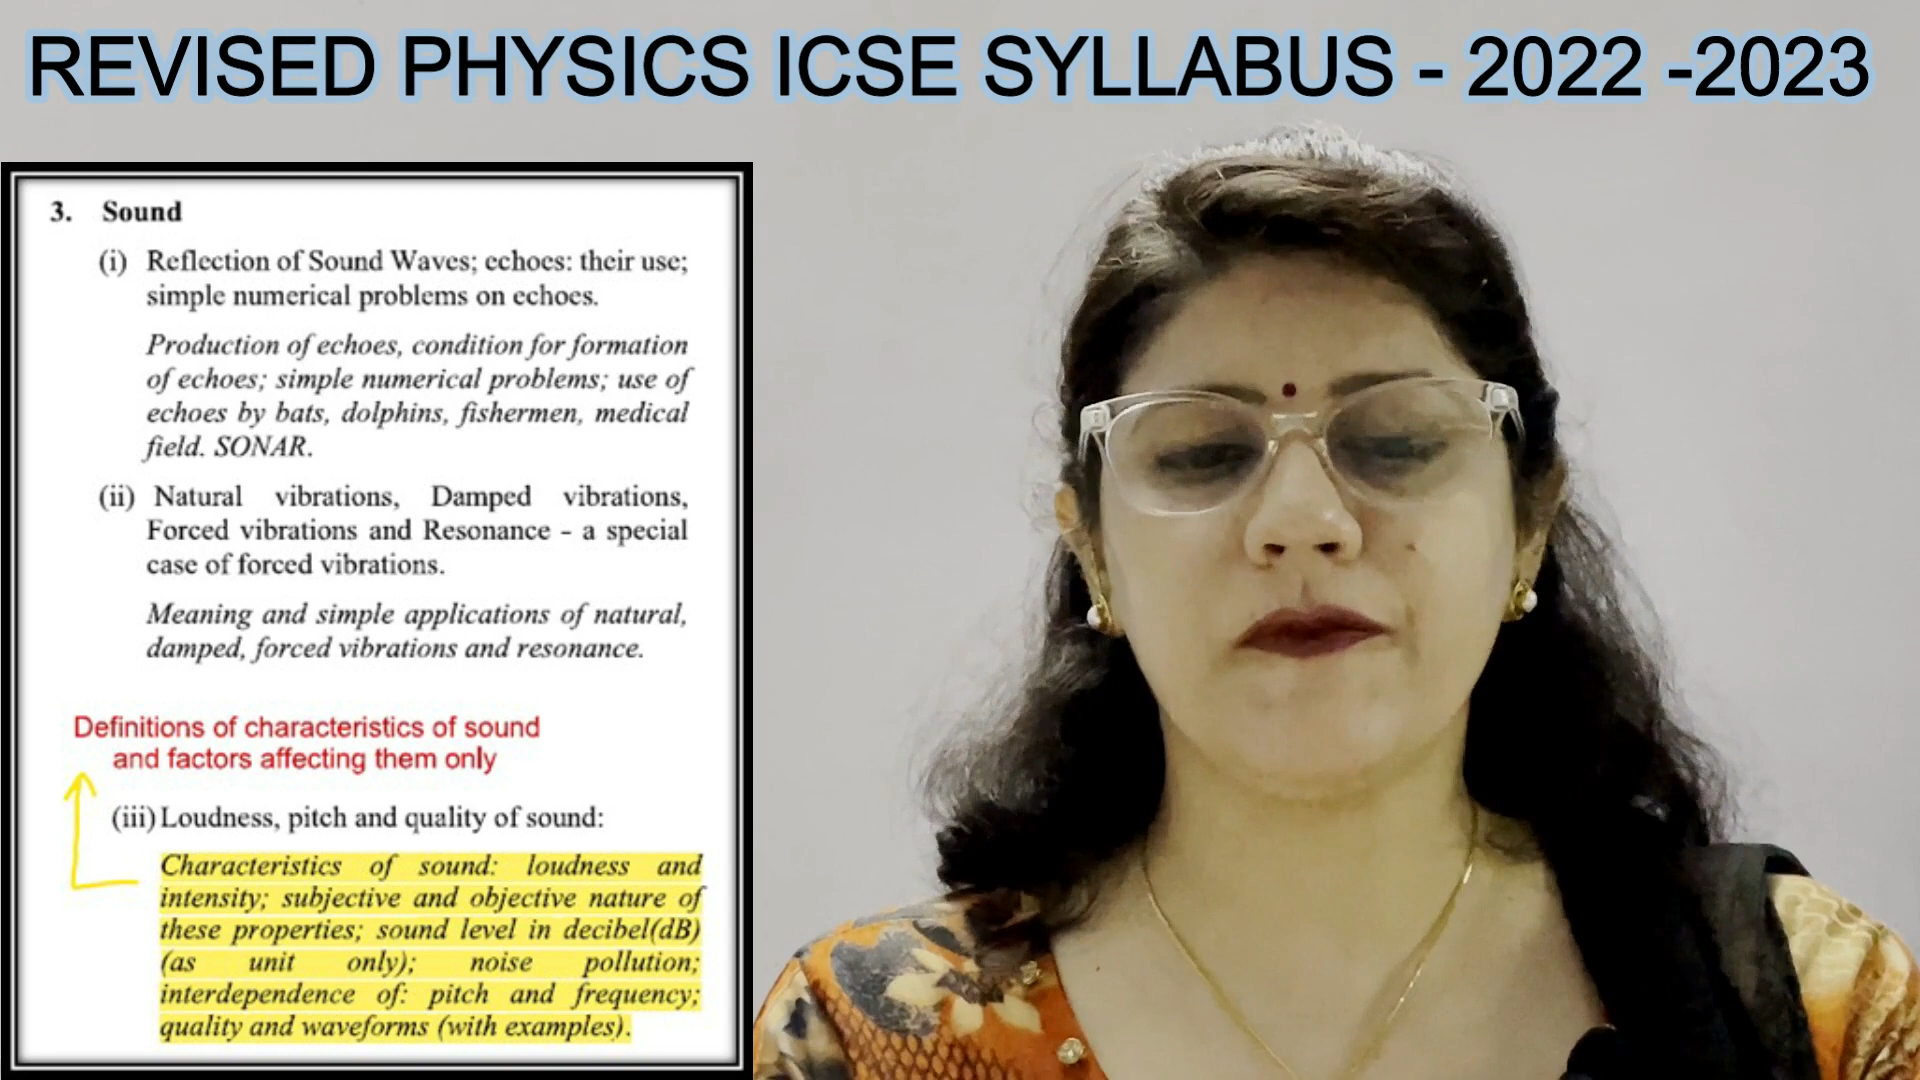 REVISED PHYSICS ICSE SYLLABUS - 2022 -2023
3. Sound
(i) Reflection of Sound Waves; echoes: their use;
simple numerical problems on echoes.
Production of echoes, condition for formation
of echoes; simple numerical problems; use of
echoes by bats, dolphins, fishermen, medical
field. SONAR.
(ii) Natural vibrations, Damped vibrations,
Forced vibrations and Resonance - a special
case of forced vibrations.
Meaning and simple applications of natural,
damped, forced vibrations and resonance.
Definitions of characteristics of sound
and factors affecting them only
(iii) Loudness, pitch and quality of sound:
Characteristics of sound: loudness and
intensity; subjective and objective nature of
these properties; sound level in decibel(dB)
(as unit only); noise pollution;
interdependence of: pitch and frequency;
quality and waveforms (with examples).